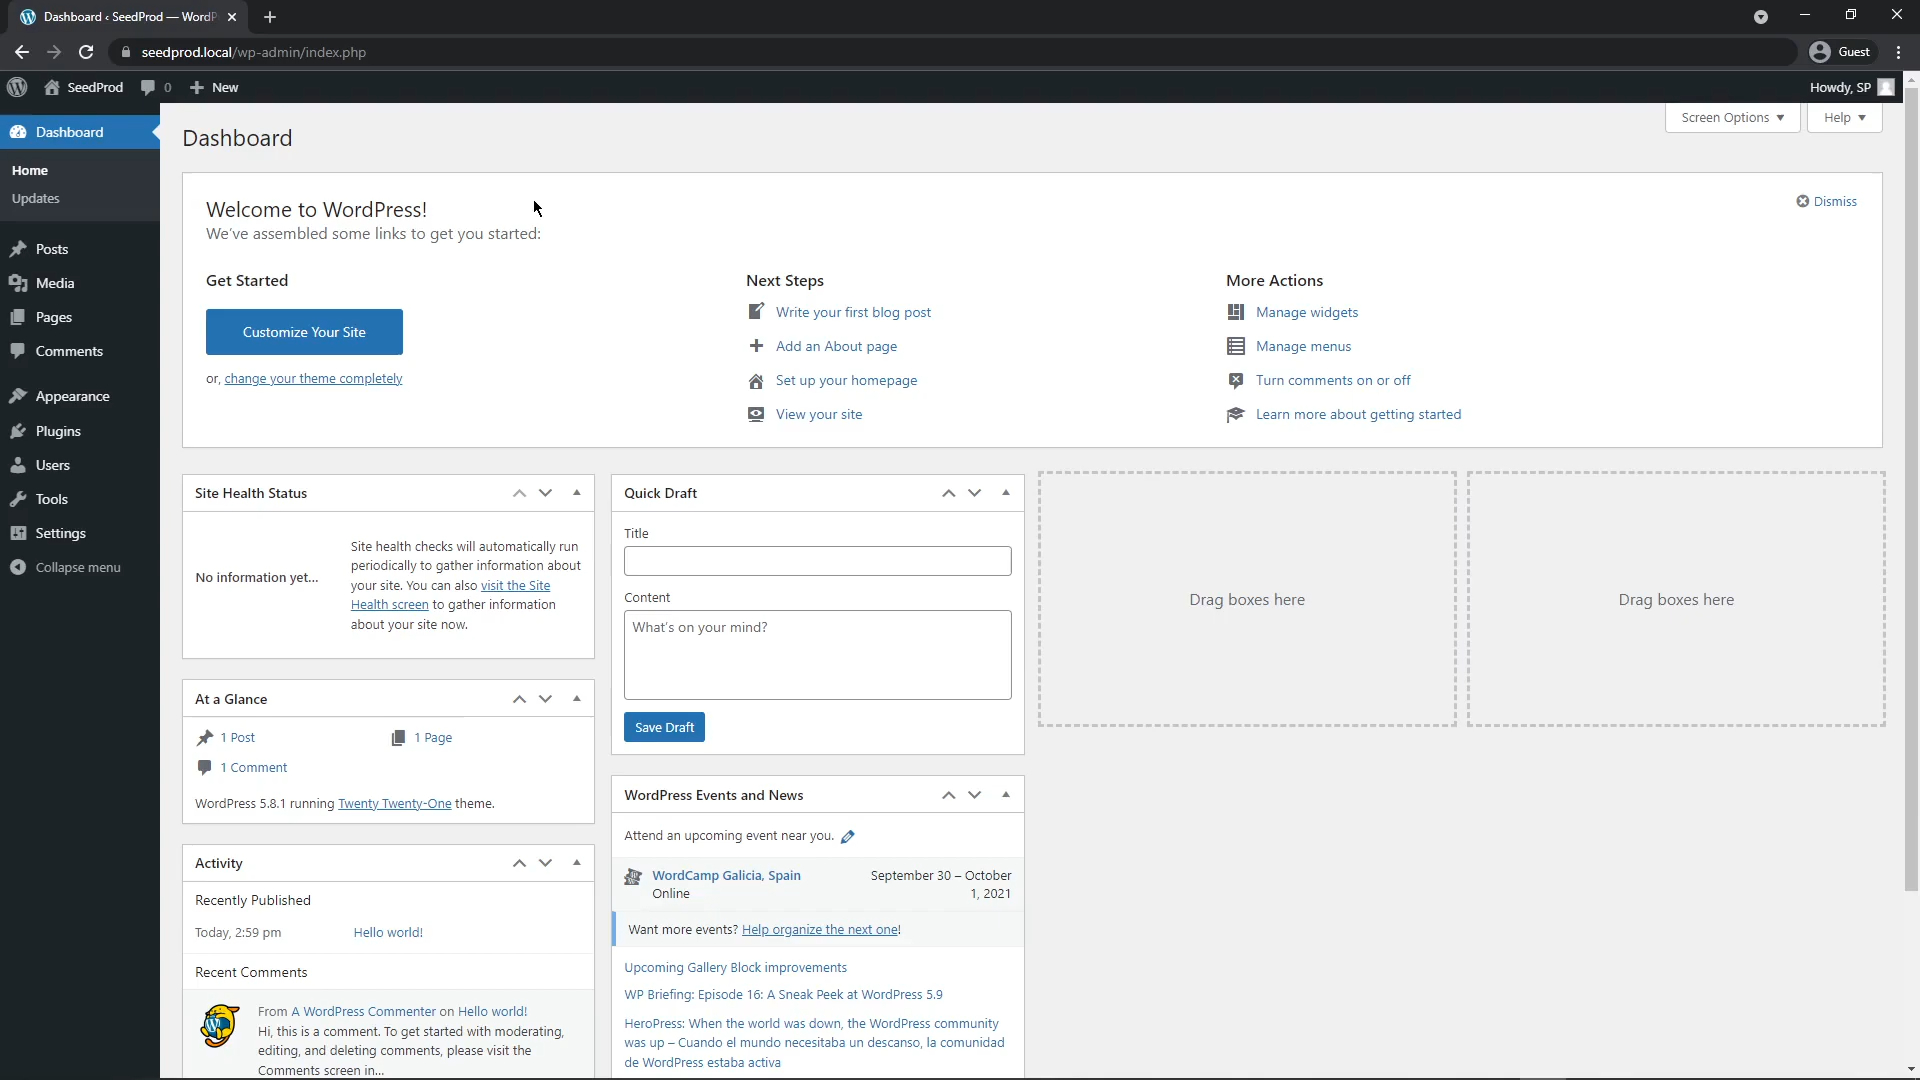 Dashboard ‹ SeedProd — WordP
Guest
seedprod.local/wp-admin/index.php
SeedProd
0
New
Howdy, SP
Dashboard
Home
Updates
Posts
Media
Pages
Comments
Appearance
Plugins
Users
Tools
Settings
Collapse menu
Dashboard
Screen Options
Help
Welcome to WordPress!
We've assembled some links to get you started:
Dismiss
Get Started
Customize Your Site
or, change your theme completely
Next Steps
Write your first blog post
Add an About page
Set up your homepage
View your site
More Actions
Manage widgets
Manage menus
Turn comments on or off
Learn more about getting started
Site Health Status
No information yet...
Site health checks will automatically run
periodically to gather information about
your site. You can also visit the Site
Health screen to gather information
about your site now.
At a Glance
1 Post
1 Page
1 Comment
WordPress 5.8.1 running Twenty Twenty-One theme.
Activity
Recently Published
Today, 2:59 pm
Hello world!
Recent Comments
From A WordPress Commenter on Hello world!
Hi, this is a comment. To get started with moderating,
editing, and deleting comments, please visit the
Comments screen in...
Quick Draft
Title
Content
What's on your mind?
Save Draft
WordPress Events and News
Attend an upcoming event near you.
WordCamp Galicia, Spain
Online
September 30 – October
1, 2021
Want more events? Help organize the next one!
Upcoming Gallery Block improvements
WP Briefing: Episode 16: A Sneak Peek at WordPress 5.9
HeroPress: When the world was down, the WordPress community
was up – Cuando el mundo necesitaba un descanso, la comunidad
de WordPress estaba activa
Drag boxes here
Drag boxes here